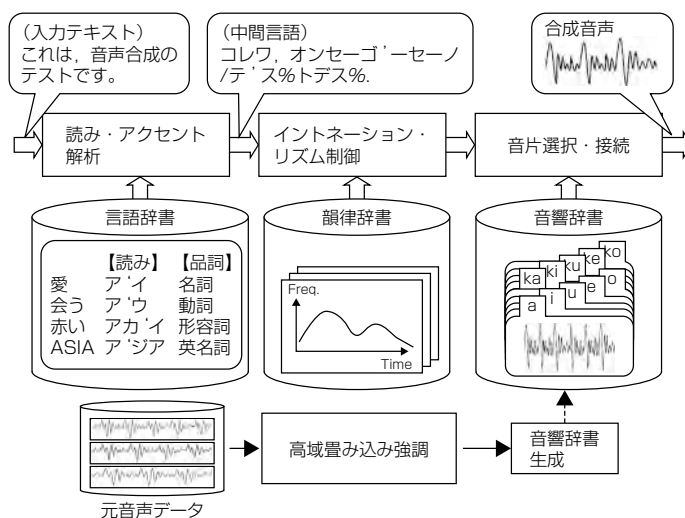 (入力テキスト)
これは，音声合成の
テストです。
(中間言語)
コレワ，オンセーゴ'ーセーノ
/テ'ス%トデス%.
合成音声
読み・アクセント
解析
イントネーション・
リズム制御
音片選択・接続
言語辞書
【読み】 【品詞】
愛 ア'イ 名詞
会う ア'ウ 動詞
赤い アカ'イ 形容詞
ASIA ア'ジア 英名詞
韻律辞書
Freq.
Time
音響辞書
ka ki ku ke ko
a i u e o
元音声データ
高域畳み込み強調
音響辞書
生成